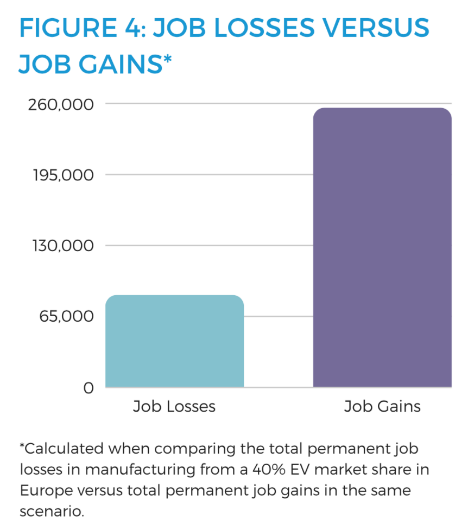 FIGURE 4: JOB LOSSES VERSUS
JOB GAINS*
260,000
195,000
130,000
65,000
0
Job Losses
Job Gains
*Calculated when comparing the total permanent job
losses in manufacturing from a 40% EV market share in
Europe versus total permanent job gains in the same
scenario.